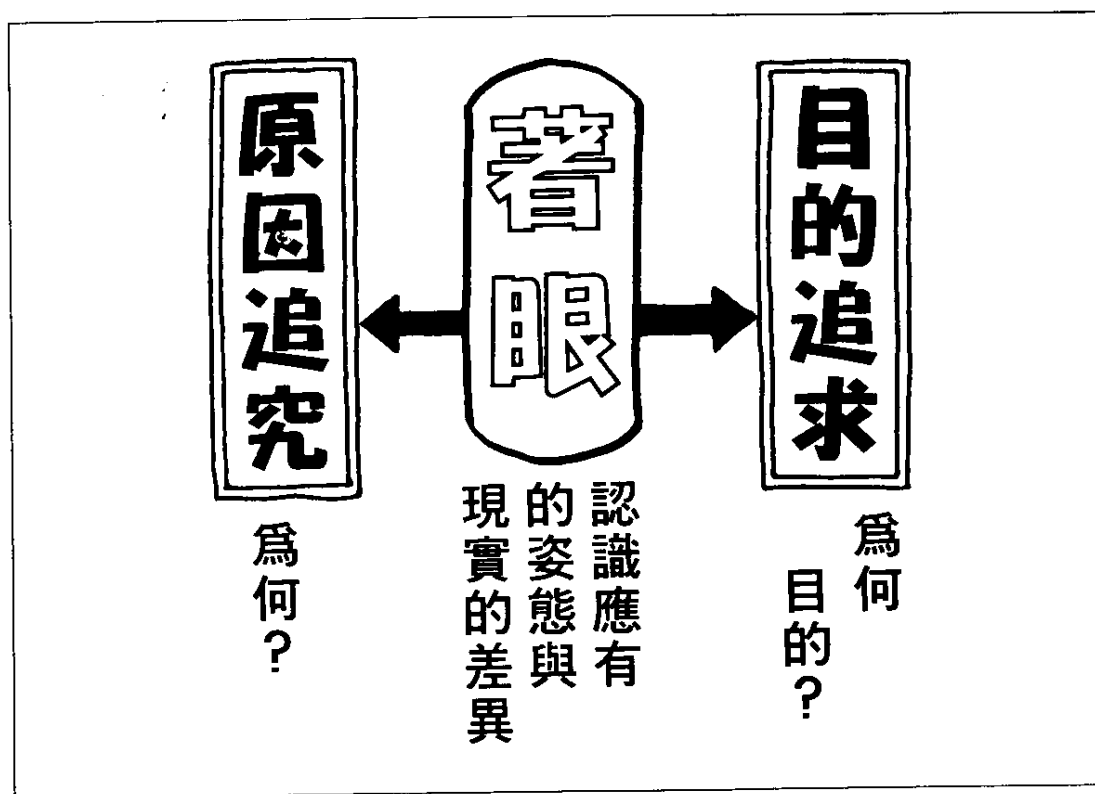 目的追求
為何
目的？
著眼
認識應有
的姿態與
現實的差異
原因追究
為何？